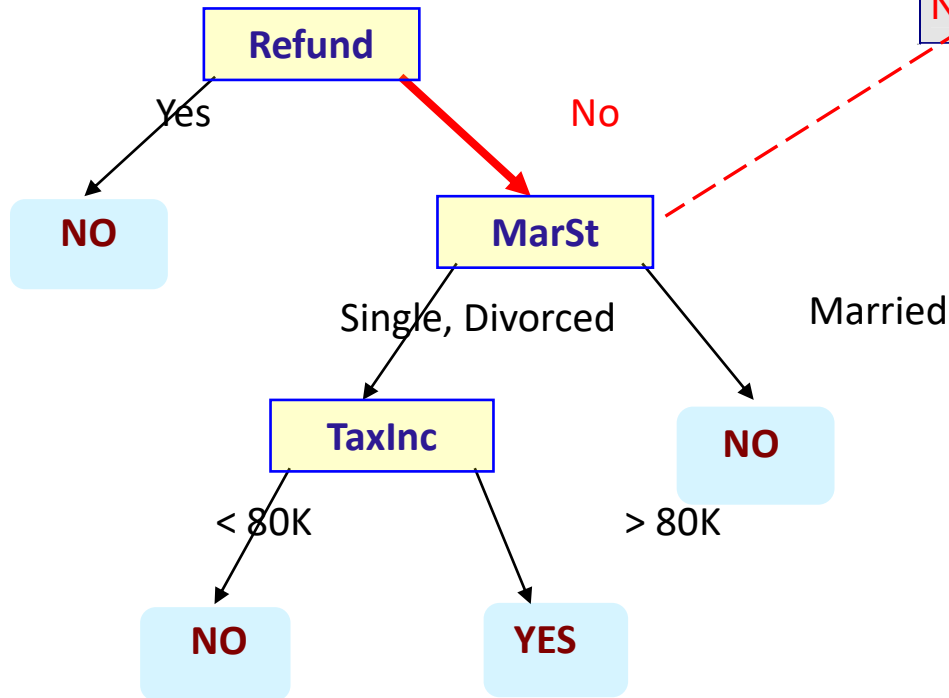 Refund
Yes
No
NO
MarSt
Single, Divorced
Married
TaxInc
NO
< 80K
> 80K
NO
YES